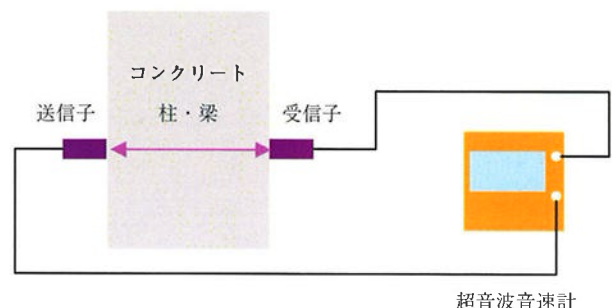 コンクリート
送信子
柱・梁
受信子
超音波音速計